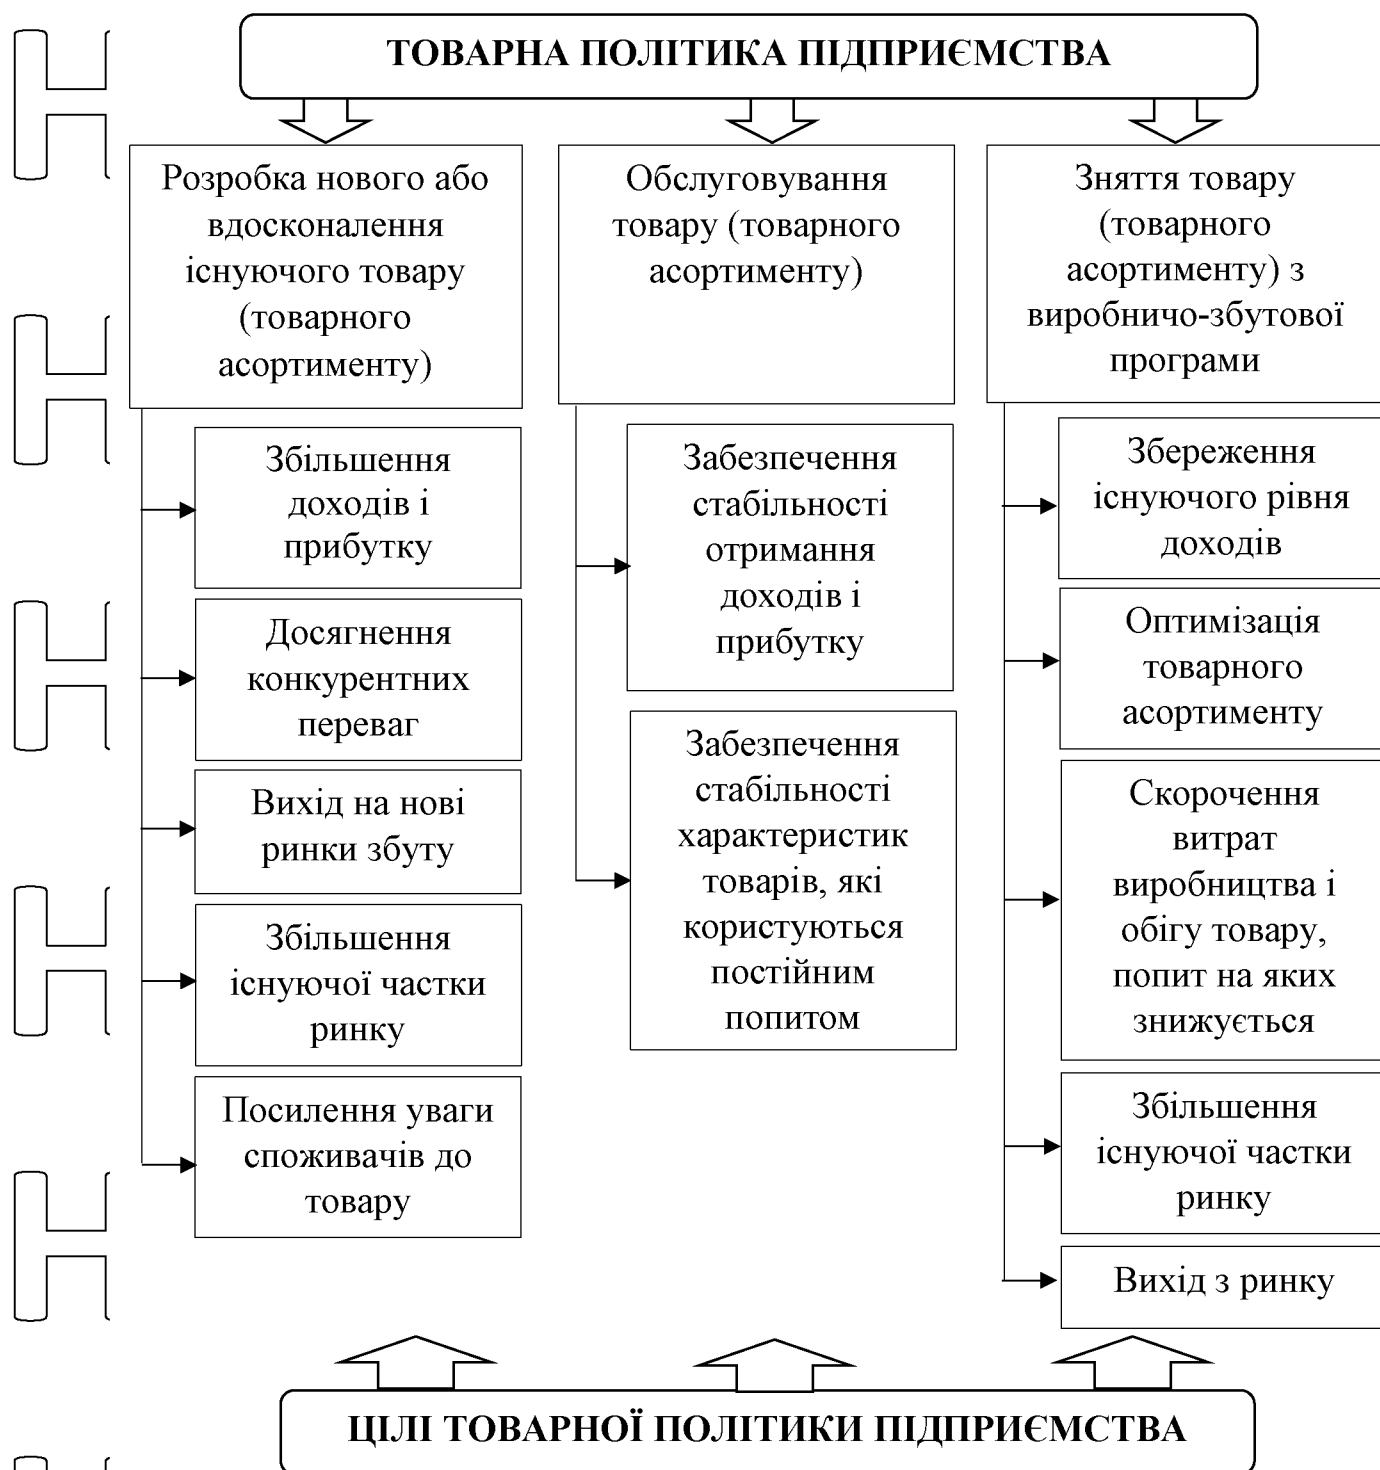 ТОВАРНА ПОЛІТИКА ПІДПРИЄМСТВА
Розробка нового або
вдосконалення
існуючого товару
(товарного
асортименту)
Збільшення
доходів і
прибутку
Досягнення
конкурентних
переваг
Вихід на нові
ринки збуту
Збільшення
існуючої частки
ринку
Посилення уваги
споживачів до
товару
Обслуговування
товару (товарного
асортименту)
Забезпечення
стабільності
отримання
доходів і
прибутку
Забезпечення
стабільності
характеристик
товарів, які
користуються
постійним
попитом
Зняття товару
(товарного
асортименту) з
виробничо-збутової
програми
Збереження
існуючого рівня
доходів
Оптимізація
товарного
асортименту
Скорочення
витрат
виробництва і
обігу товару,
попит на яких
знижується
Збільшення
існуючої частки
ринку
Вихід з ринку
ЦІЛІ ТОВАРНОЇ ПОЛІТИКИ ПІДПРИЄМСТВА